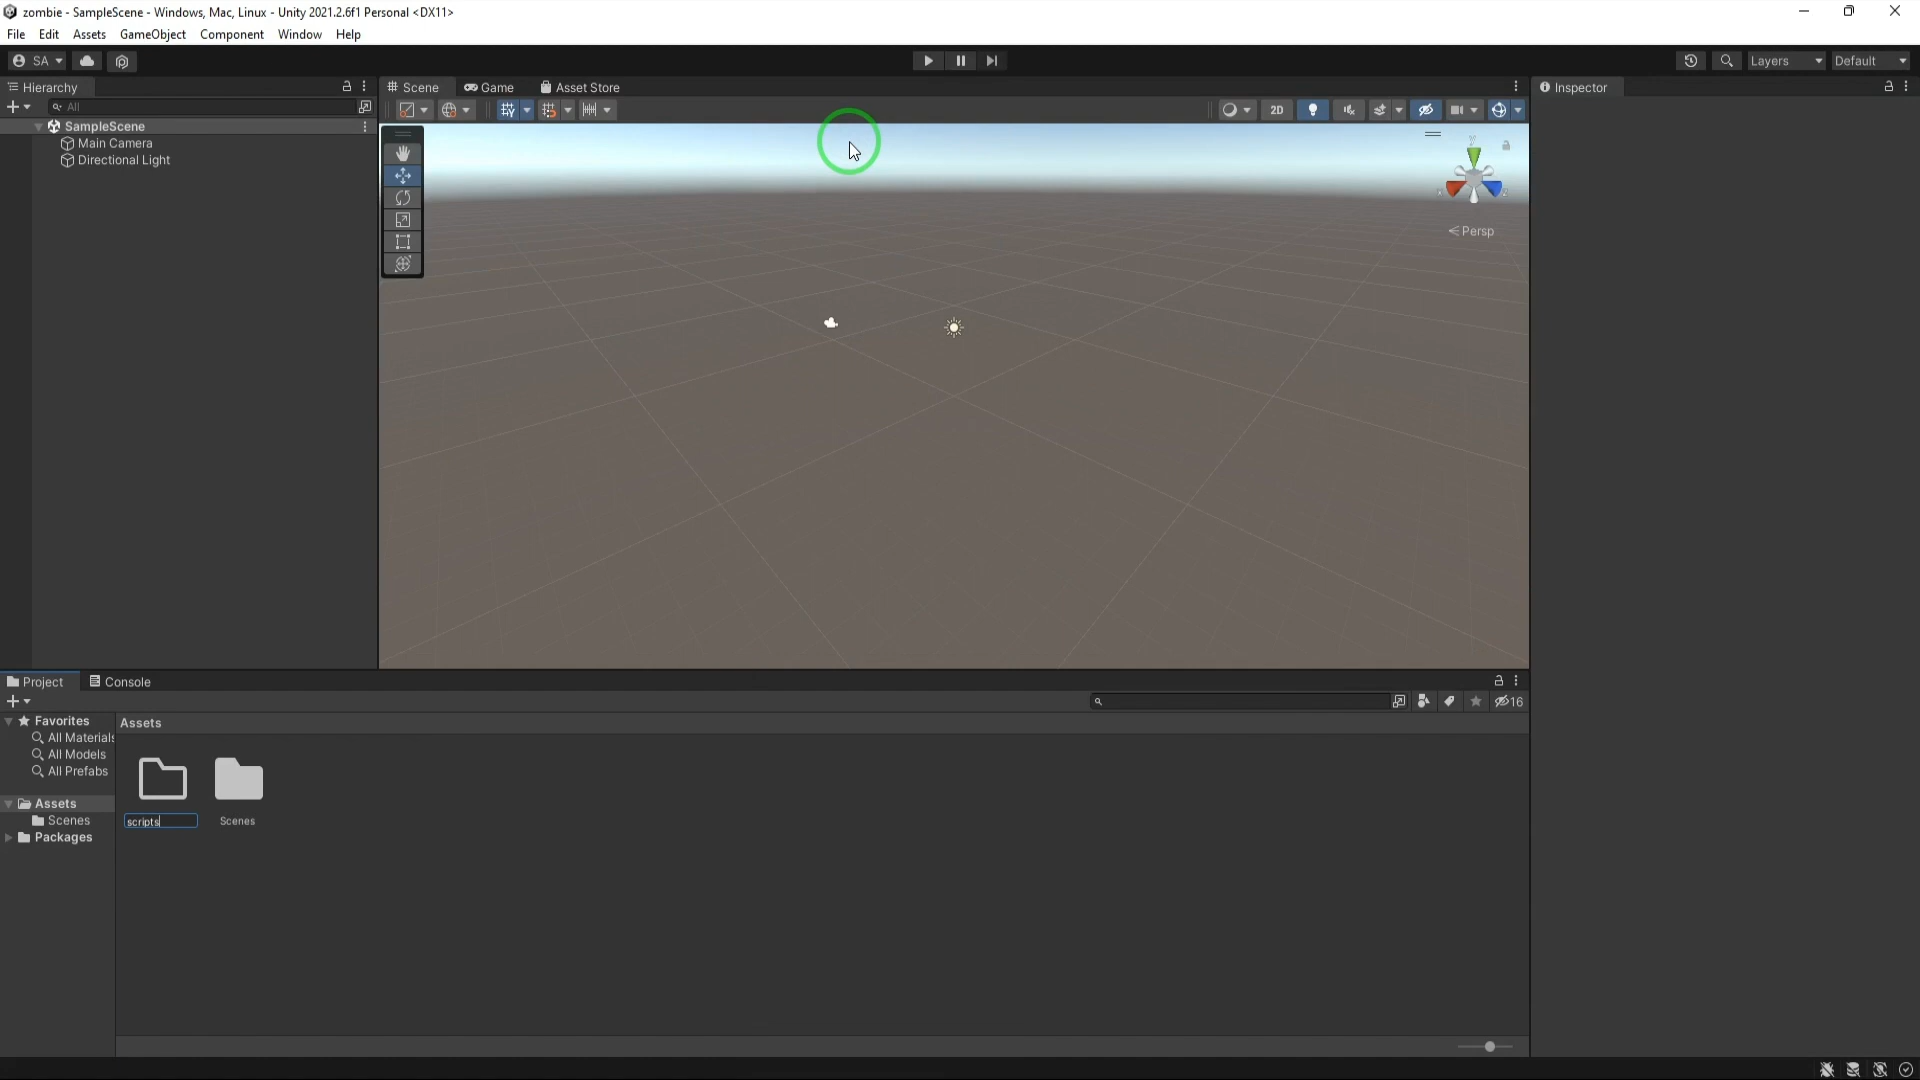 zombie - SampleScene - Windows, Mac, Linux - Unity 2021.2.6f1 Personal <DX11>
File Edit Assets GameObject Component Window Help
SA
Layers
Default
Hierarchy
Scene
Game
Asset Store
Inspector
All
2D
SampleScene
Main Camera
Directional Light
y
Persp
Project
Console
16
Favorites
All Materials
All Models
All Prefabs
Assets
Scenes
Packages
Assets
scripts
Scenes